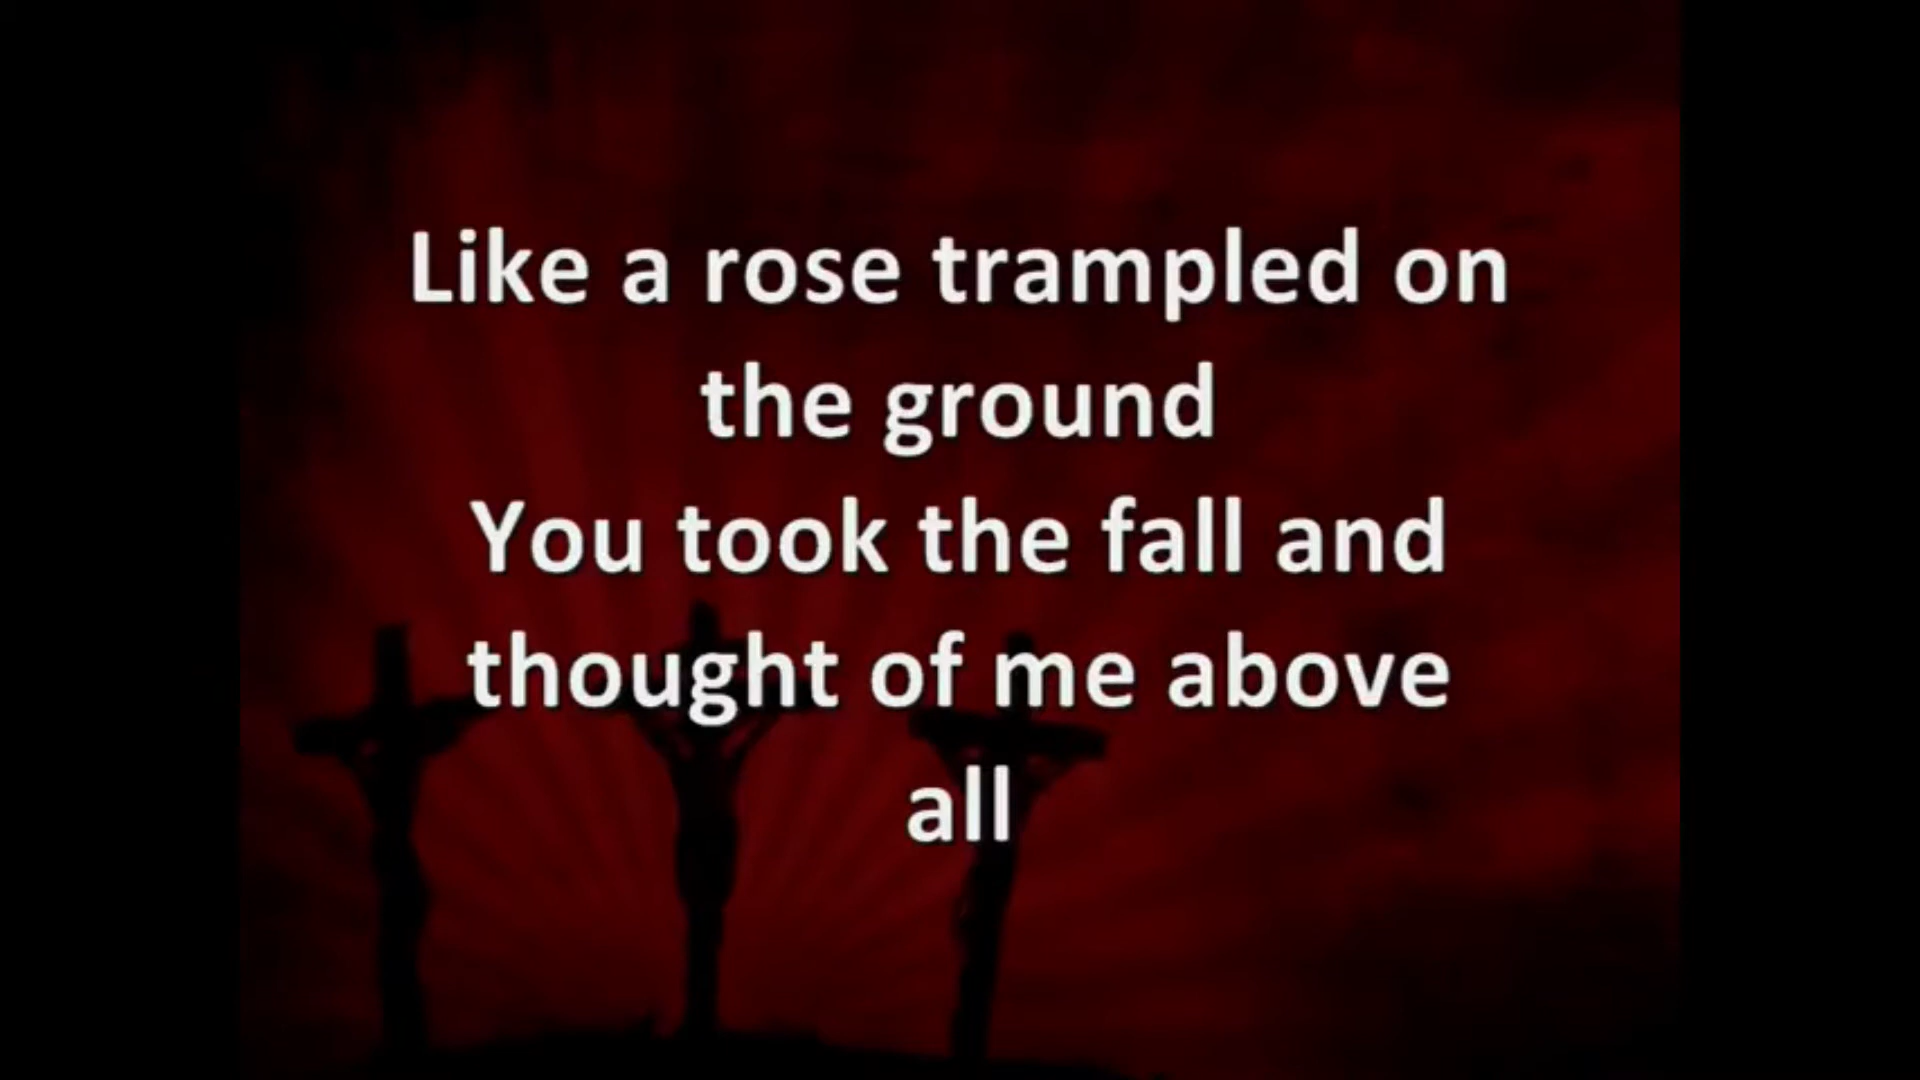 Like a rose trampled on
the ground
You took the fall and
thought of me above
all